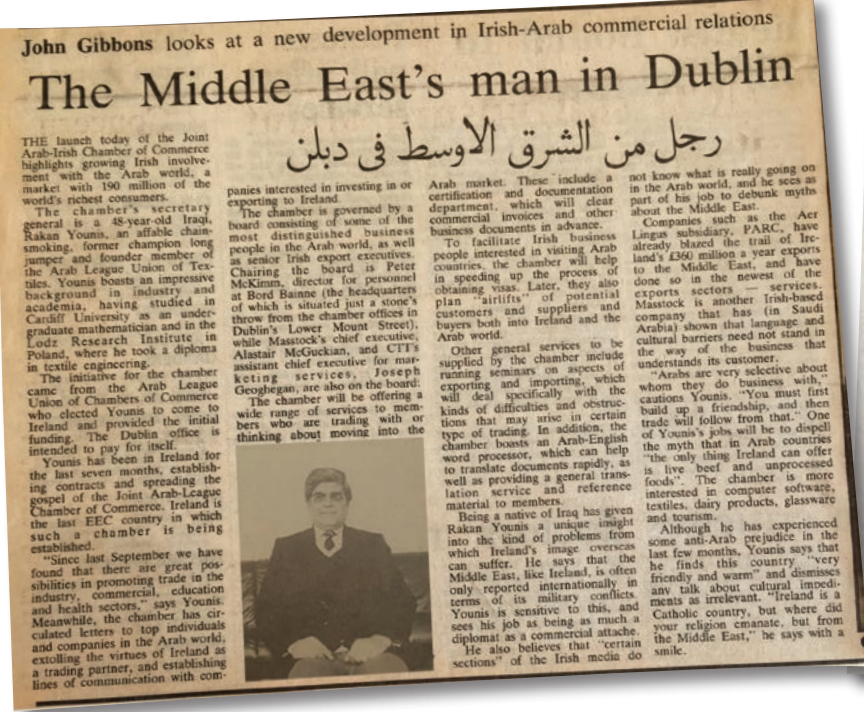 John Gibbons looks at a new development in Irish-Arab commercial relations
The Middle East's man in Dublin
رجل من الشرق الاوسط فى دبلن
THE launch today of the Joint
Arab-Irish Chamber of Commerce
highlights growing Irish involve-
ment with the Arab world, a
market with 190 million of the
world's richest consumers.
The chamber's secretary
general is a 48-year-old Iraqi,
Rakan Younis, an affable chain-
smoking, former champion long
jumper and founder member of
the Arab League Union of Tex-
tiles. Younis boasts an impressive
background in industry and
academia, having studied in
Cardiff University as an under-
graduate mathematician and in the
Lodz Research Institute in
Poland, where he took a diploma
in textile engineering.
The initiative for the chamber
came from the Arab League
Union of Chambers of Commerce
who elected Younis to come to
Ireland and provided the initial
funding. The Dublin office is
intended to pay for itself.
Younis has been in Ireland for
the last seven months, establish-
ing contracts and spreading the
gospel of the Joint Arab-League
Chamber of Commerce. Ireland is
the last EEC country in which
such a chamber is being
established.
"Since last September we have
found that there are great pos-
sibilities in promoting trade in the
industry, commercial, education
and health sectors," says Younis.
Meanwhile, the chamber has cir-
culated letters to top individuals
and companies in the Arab world,
extolling the virtues of Ireland as
a trading partner, and establishing
lines of communication with com-
panies interested in investing in or
exporting to Ireland
The chamber is governed by a
board consisting of some of the
most distinguished business
people in the Arab world, as well
as senior Irish export executives.
Chairing the board is Peter
McKimm, director for personnel
at Bord Bainne (the headquarters
of which is situated just a stone's
throw from the chamber offices in
Dublin's Lower Mount Street),
while Masstock's chief executive,
Alastair McGuckian, and CTT's
assistant chief executive for mar-
keting services, Joseph
Geoghegan, are also on the board.
The chamber will be offering a
wide range of services to mem-
bers who are trading with or
thinking about moving into the
Arab market. These include a
certification and documentation
department, which will clear
commercial invoices and other
business documents in advance.
To facilitate Irish business
people interested in visiting Arab
countries, the chamber will help
in speeding up the process of
obtaining visas. Later, they also
plan "airlifts" of potential
customers and suppliers and
buyers both into Ireland and the
Arab world.
Other general services to be
supplied by the chamber include
running seminars on aspects of
exporting and importing, which
will deal specifically with the
kinds of difficulties and obstruc-
tions that may arise in certain
type of trading. In addition, the
chamber boasts an Arab-English
word processor, which can help
to translate documents rapidly, as
well as providing a general trans-
lation service and reference
material to members.
Being a native of Iraq has given
Rakan Younis a unique insight
into the kind of problems from
which Ireland's image overseas
can suffer. He says that the
Middle East, like Ireland, is often
only reported internationally in
terms of its military conflicts.
Younis is sensitive to this, and
sees his job as being as much a
diplomat as a commercial attache.
He also believes that "certain
sections" of the Irish media do
not know what is really going on
in the Arab world, and he sees as
part of his job to debunk myths
about the Middle East.
Companies such as the Aer
Lingus subsidiary, PARC, have
already blazed the trail of Ire-
land's £360 million a year exports
to the Middle East, and have
done so in the newest of the
exports sectors — services.
Masstock is another Irish-based
company that has (in Saudi
Arabia) shown that language and
cultural barriers need not stand in
the way of the business that
understands its customer.
"Arabs are very selective about
whom they do business with,"
cautions Younis. "You must first
build up a friendship, and then
trade will follow from that." One
of Younis's jobs will be to dispell
the myth that in Arab countries
"the only thing Ireland can offer
is live beef and unprocessed
foods". The chamber is more
interested in computer software,
textiles, dairy products, glassware
and tourism.
Although he has experienced
some anti-Arab prejudice in the
last few months, Younis says that
he finds this country "very
friendly and warm" and dismisses
any talk about cultural impedi-
ments as irrelevant. "Ireland is a
Catholic country, but where did
your religion emanate, but from
the Middle East," he says with a
smile.